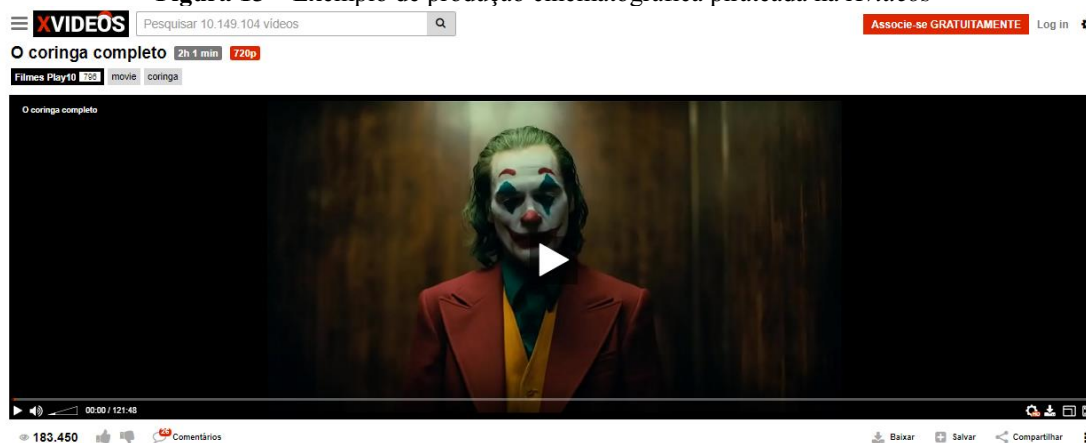 Figura 13 – Exemplo de produção cinematográfica pirateada na Xvideos
XVIDEOS Pesquisar 10.149.104 vídeos Associe-se GRATUITAMENTE Log in
O coringa completo 2h 1 min 720p
Filmes Play10 796 movie coringa
O coringa completo
00:00 / 121:48
183.450 26 Comentários Baixar Salvar Compartilhar